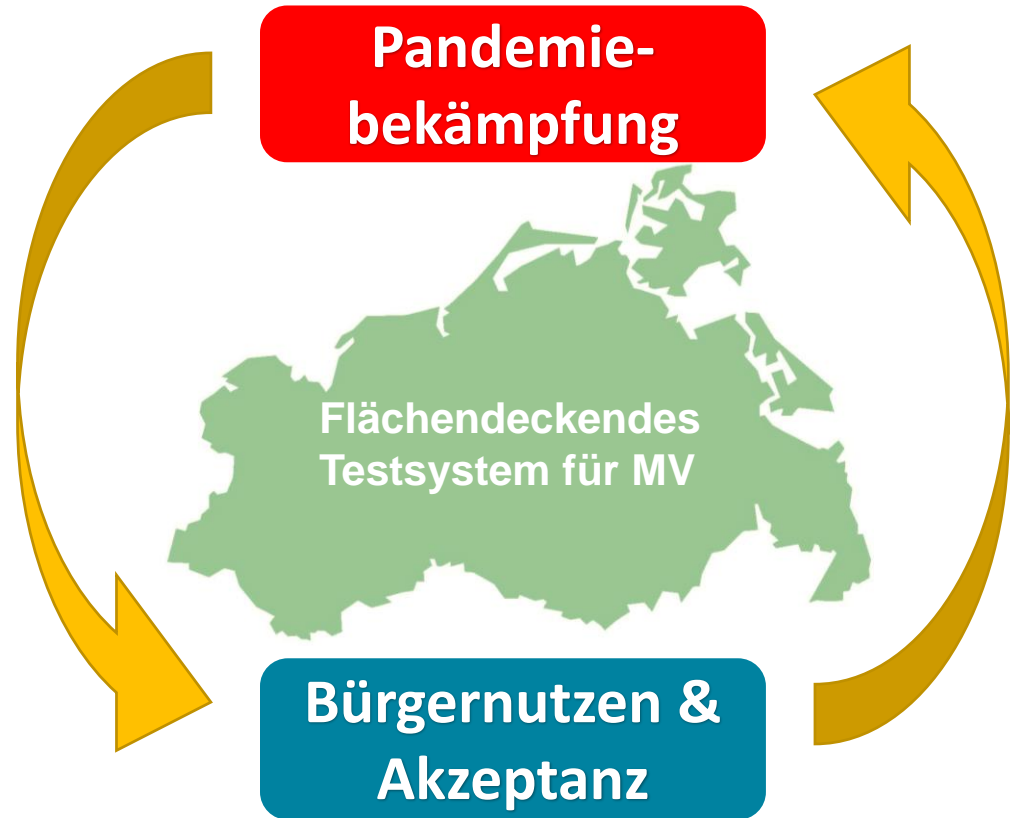 Pandemie-
bekämpfung
Flächendeckendes
Testsystem für MV
Bürgernutzen &
Akzeptanz